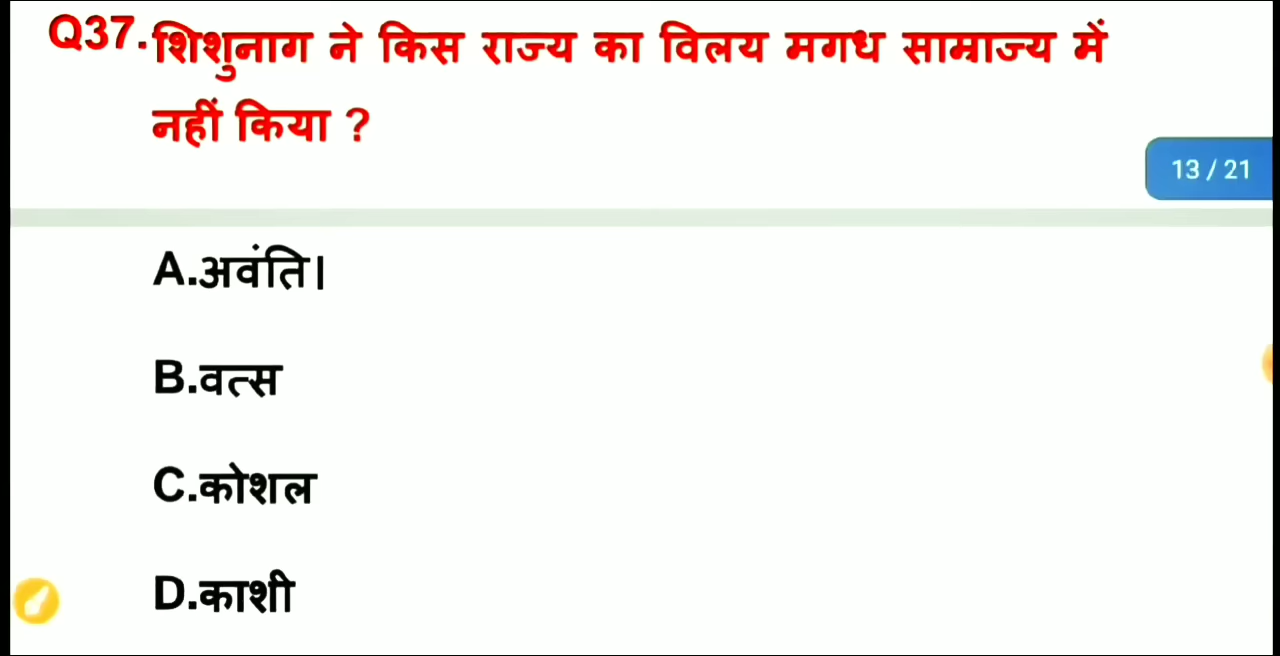 Q37. शिशुनाग ने किस राज्य का विलय मगध साम्राज्य में
नहीं किया ?
13 / 21
A.अवंति।
B.वत्स
C.कोशल
D.काशी